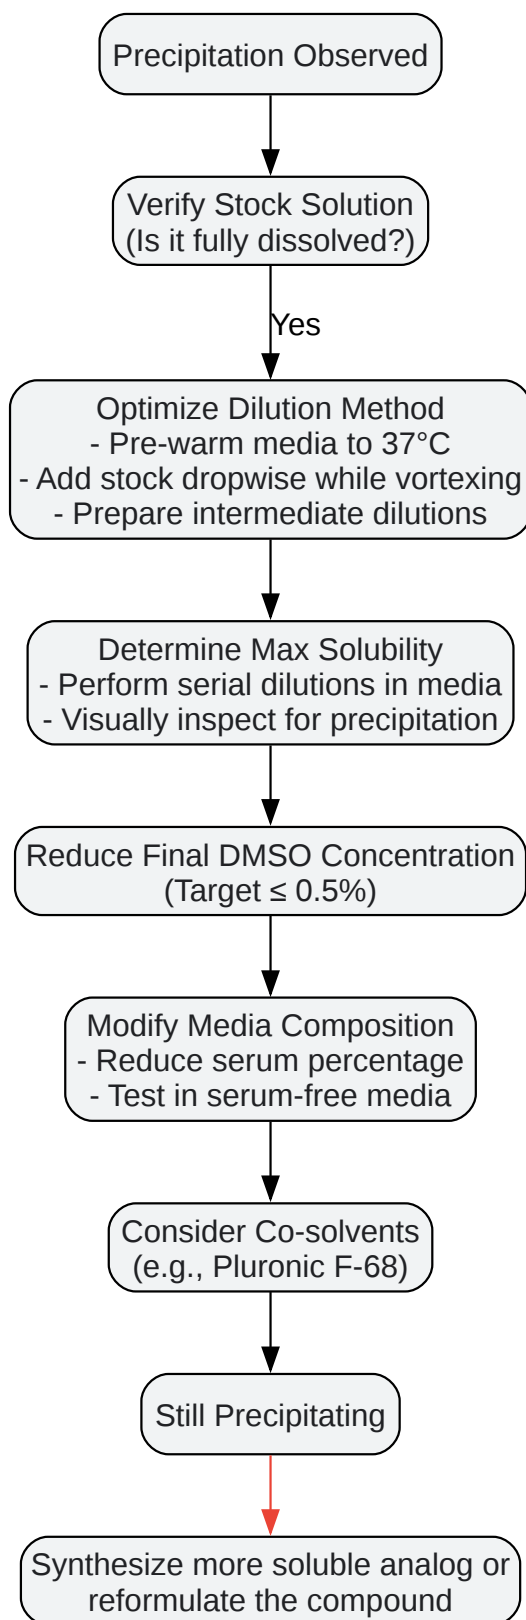 Precipitation Observed
Verify Stock Solution
(Is it fully dissolved?)
Yes
Optimize Dilution Method
- Pre-warm media to 37°C
- Add stock dropwise while vortexing
- Prepare intermediate dilutions
Determine Max Solubility
- Perform serial dilutions in media
- Visually inspect for precipitation
Reduce Final DMSO Concentration
(Target ≤ 0.5%)
Modify Media Composition
- Reduce serum percentage
- Test in serum-free media
Consider Co-solvents
(e.g., Pluronic F-68)
Still Precipitating
Synthesize more soluble analog or
reformulate the compound